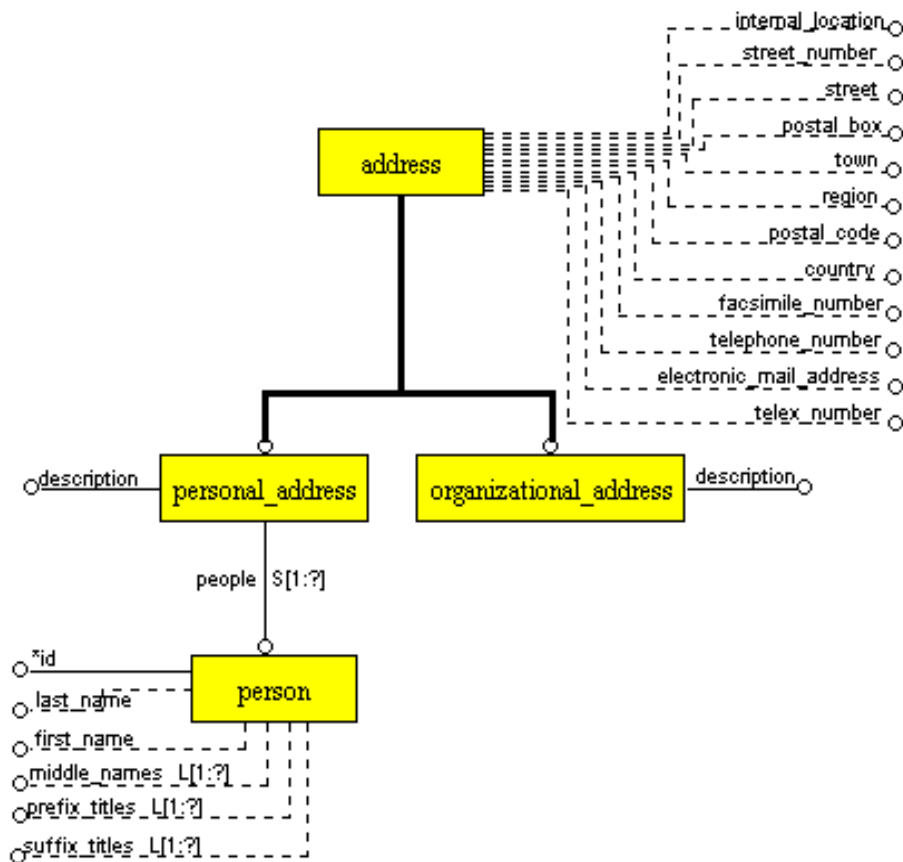 internal_location
street_number
street
postal_box
address
town
region
postal_code
country
facsimile_number
telephone_number
electronic_mail_address
telex_number
description
personal_address
organizational_address
description
people S[1:?]
*id
person
last_name
first_name
middle_names L[1:?]
prefix_titles L[1:?]
suffix_titles L[1:?]